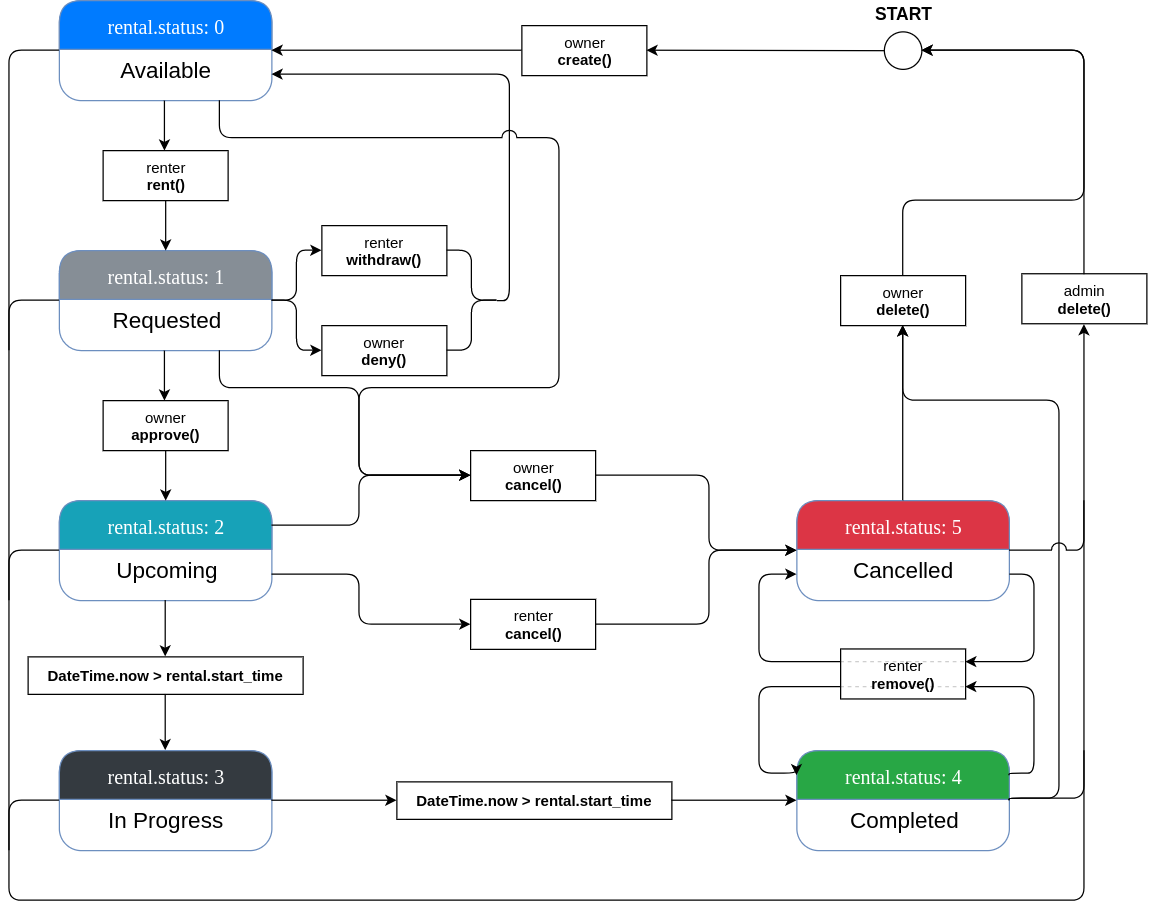 START
rental.status: 0
Available
owner
create()
renter
rent()
rental.status: 1
Requested
renter
withdraw()
owner
deny()
owner
delete()
admin
delete()
owner
approve()
owner
cancel()
rental.status: 2
Upcoming
rental.status: 5
Cancelled
renter
cancel()
DateTime.now > rental.start_time
renter
remove()
rental.status: 3
In Progress
DateTime.now > rental.start_time
rental.status: 4
Completed